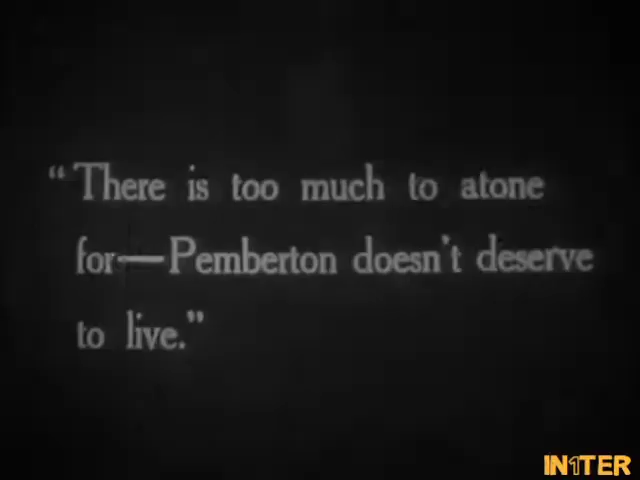 “There is too much to atone
for—Pemberton doesn't deserve
to live.”
IN1TER